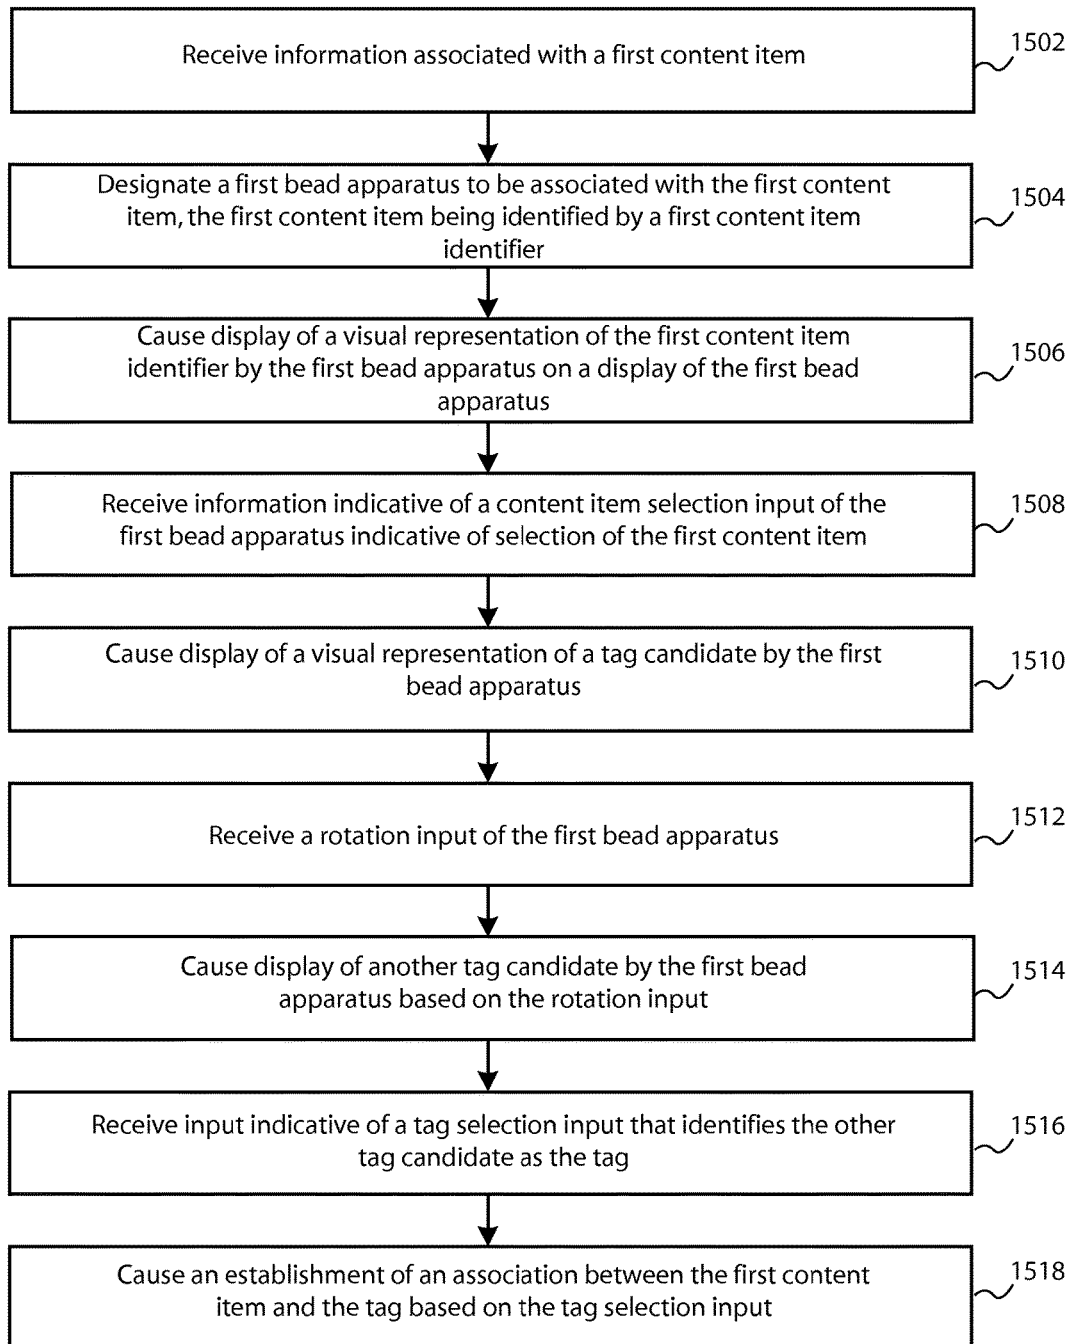 Receive information associated with a first content item
1502
Designate a first bead apparatus to be associated with the first content
item, the first content item being identified by a first content item
identifier
1504
Cause display of a visual representation of the first content item
identifier by the first bead apparatus on a display of the first bead
apparatus
1506
Receive information indicative of a content item selection input of the
first bead apparatus indicative of selection of the first content item
1508
Cause display of a visual representation of a tag candidate by the first
bead apparatus
1510
Receive a rotation input of the first bead apparatus
1512
Cause display of another tag candidate by the first bead
apparatus based on the rotation input
1514
Receive input indicative of a tag selection input that identifies the other
tag candidate as the tag
1516
Cause an establishment of an association between the first content
item and the tag based on the tag selection input
1518